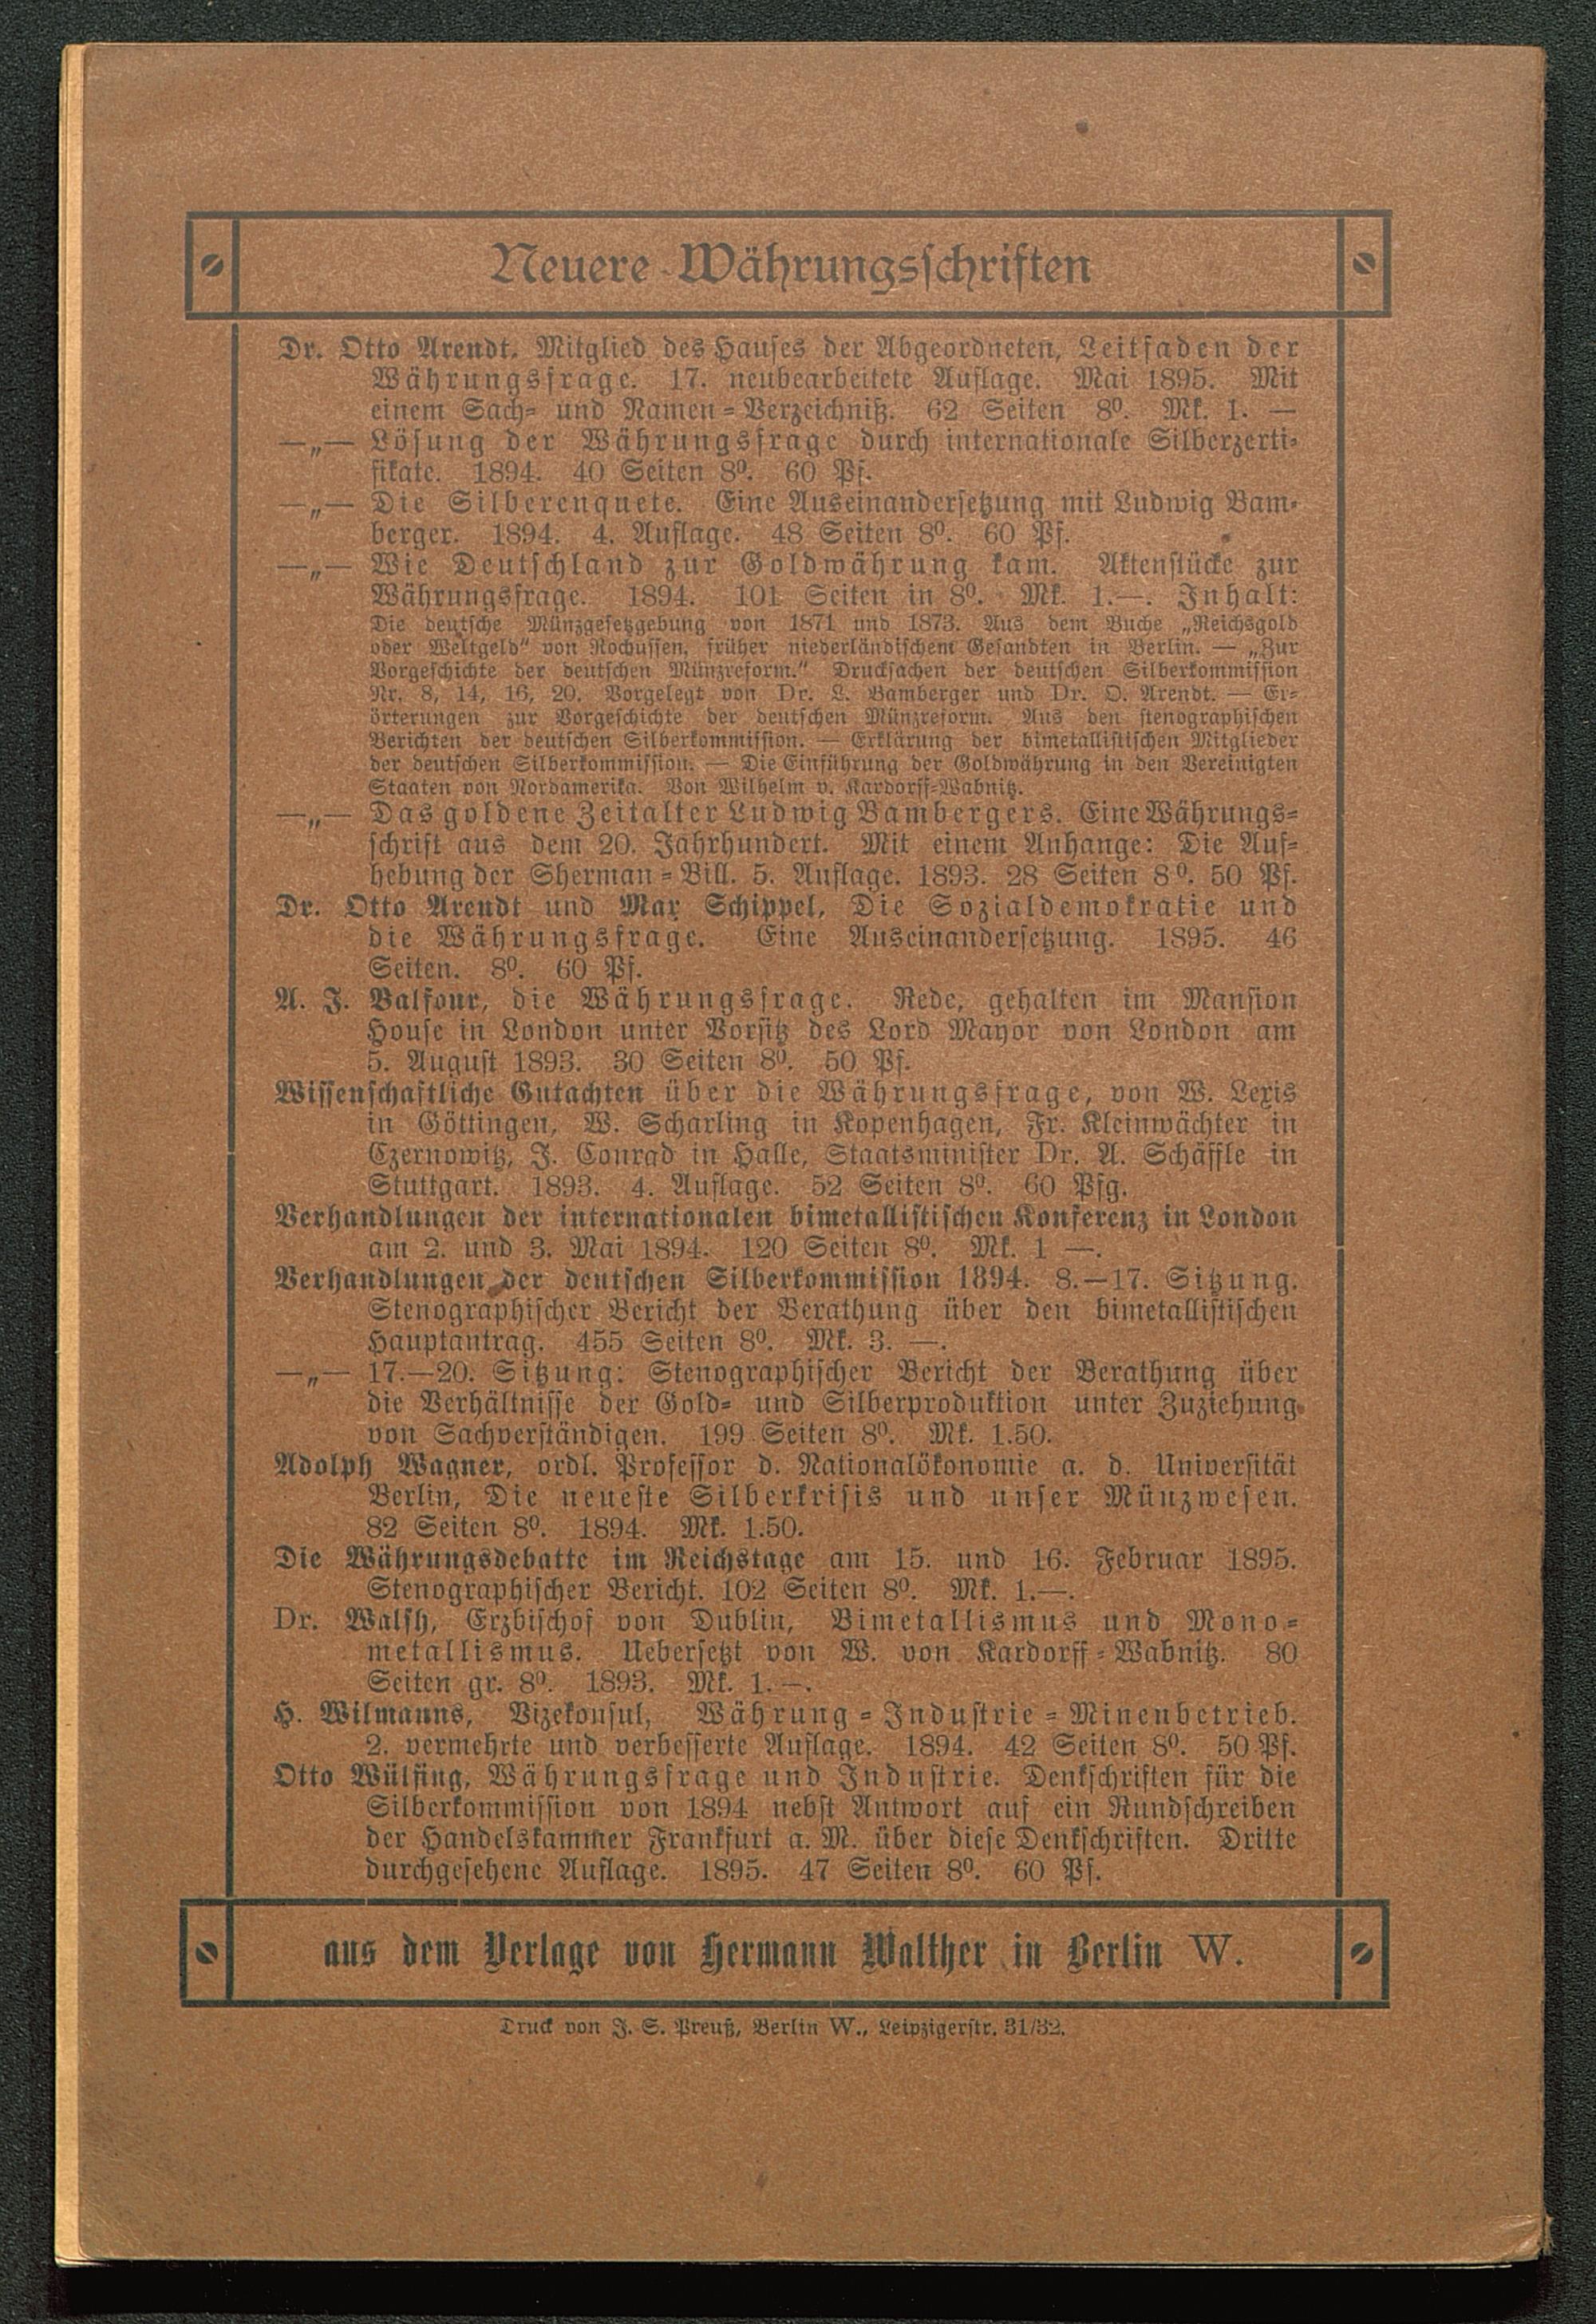 Neuere Währungsschriften
Dr. Otto Arendt. Mitglied des Hauses der Abgeordneten, Leitfaden der
Währungsfrage. 17. neubearbeitete Auflage. Mai 1895. Mit
einem Sach- und Namen-Verzeichniß. 62 Seiten 8⁰. Mk. 1. —
—„— Lösung der Währungsfrage durch internationale Silberzerti-
fikate. 1894. 40 Seiten 8⁰. 60 Pf.
—„— Die Silberenquete. Eine Auseinandersetzung mit Ludwig Bam-
berger. 1894. 4. Auflage. 48 Seiten 8⁰. 60 Pf.
—„— Wie Deutschland zur Goldwährung kam. Aktenstücke zur
Währungsfrage. 1894. 101 Seiten in 8⁰. Mk. 1.—. Inhalt:
Die deutsche Münzgesetzgebung von 1871 und 1873. Aus dem Buche „Reichsgold
oder Weltgeld“ von Rochussen, früher niederländischem Gesandten in Berlin. — „Zur
Vorgeschichte der deutschen Münzreform.“ Drucksachen der deutschen Silberkommission
Nr. 8, 14, 16, 20. Vorgelegt von Dr. L. Bamberger und Dr. O. Arendt. — Er-
örterungen zur Vorgeschichte der deutschen Münzreform. Aus den stenographischen
Berichten der deutschen Silberkommission. — Erklärung der bimetallistischen Mitglieder
der deutschen Silberkommission. — Die Einführung der Goldwährung in den Vereinigten
Staaten von Nordamerika. Von Wilhelm v. Kardorff-Wabnitz.
—„— Das goldene Zeitalter Ludwig Bambergers. Eine Währungs-
schrift aus dem 20. Jahrhundert. Mit einem Anhange: Die Auf-
hebung der Sherman-Bill. 5. Auflage. 1893. 28 Seiten 8⁰. 50 Pf.
Dr. Otto Arendt und Max Schippel, Die Sozialdemokratie und
die Währungsfrage. Eine Auseinandersetzung. 1895. 46
Seiten. 8⁰. 60 Pf.
A. J. Balfour, die Währungsfrage. Rede, gehalten im Mansion
House in London unter Vorsitz des Lord Mayor von London am
5. August 1893. 30 Seiten 8⁰. 50 Pf.
Wissenschaftliche Gutachten über die Währungsfrage, von W. Lexis
in Göttingen, W. Scharling in Kopenhagen, Fr. Kleinwächter in
Czernowitz, J. Conrad in Halle, Staatsminister Dr. A. Schäffle in
Stuttgart. 1893. 4. Auflage. 52 Seiten 8⁰. 60 Pfg.
Verhandlungen der internationalen bimetallistischen Konferenz in London
am 2. und 3. Mai 1894. 120 Seiten 8⁰. Mk. 1 —.
Verhandlungen der deutschen Silberkommission 1894. 8.—17. Sitzung.
Stenographischer Bericht der Berathung über den bimetallistischen
Hauptantrag. 455 Seiten 8⁰. Mk. 3. —.
—„— 17.—20. Sitzung: Stenographischer Bericht der Berathung über
die Verhältnisse der Gold- und Silberproduktion unter Zuziehung
von Sachverständigen. 199 Seiten 8⁰. Mk. 1.50.
Adolph Wagner, ordl. Professor d. Nationalökonomie a. d. Universität
Berlin, Die neueste Silberkrisis und unser Münzwesen.
82 Seiten 8⁰. 1894. Mk. 1.50.
Die Währungsdebatte im Reichstage am 15. und 16. Februar 1895.
Stenographischer Bericht. 102 Seiten 8⁰. Mk. 1.—.
Dr. Walsh, Erzbischof von Dublin, Bimetallismus und Mono-
metallismus. Uebersetzt von W. von Kardorff-Wabnitz. 80
Seiten gr. 8⁰. 1893. Mk. 1.—.
H. Wilmanns, Vizekonsul, Währung-Industrie-Minenbetrieb.
2. vermehrte und verbesserte Auflage. 1894. 42 Seiten 8⁰. 50 Pf.
Otto Wülfing, Währungsfrage und Industrie. Denkschriften für die
Silberkommission von 1894 nebst Antwort auf ein Rundschreiben
der Handelskammer Frankfurt a. M. über diese Denkschriften. Dritte
durchgesehene Auflage. 1895. 47 Seiten 8⁰. 60 Pf.
aus dem Verlage von Hermann Walther in Berlin W.
Druck von J. S. Preuß, Berlin W., Leipzigerstr. 31/32.